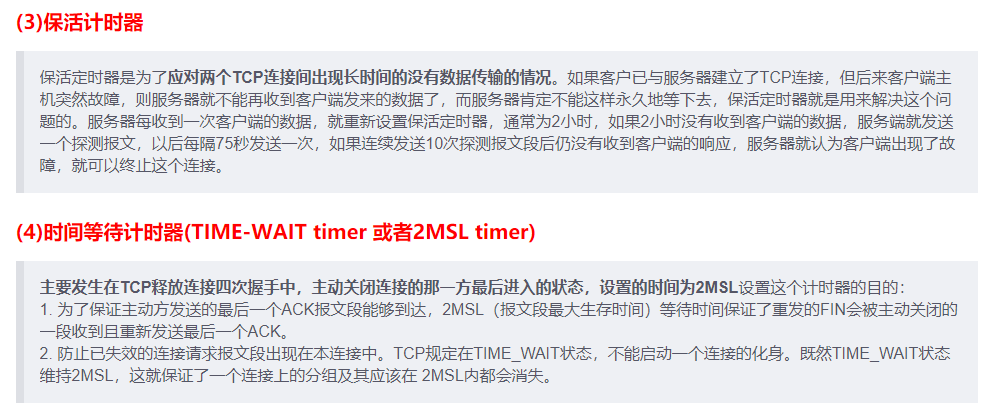 (3)保活计时器
保活定时器是为了应对两个TCP连接间出现长时间的没有数据传输的情况。如果客户已与服务器建立了TCP连接，但后来客户端主
机突然故障，则服务器就不能再收到客户端发来的数据了，而服务器肯定不能这样永久地等下去，保活定时器就是用来解决这个问
题的。服务器每收到一次客户端的数据，就重新设置保活定时器，通常为2小时，如果2小时没有收到客户端的数据，服务端就发送
一个探测报文，以后每隔75秒发送一次，如果连续发送10次探测报文段后仍没有收到客户端的响应，服务器就认为客户端出现了故
障，就可以终止这个连接。
(4)时间等待计时器(TIME-WAIT timer 或者2MSL timer)
主要发生在TCP释放连接四次握手中，主动关闭连接的那一方最后进入的状态，设置的时间为2MSL设置这个计时器的目的：
1. 为了保证主动方发送的最后一个ACK报文段能够到达，2MSL（报文段最大生存时间）等待时间保证了重发的FIN会被主动关闭的
一段收到且重新发送最后一个ACK。
2. 防止已失效的连接请求报文段出现在本连接中。TCP规定在TIME_WAIT状态，不能启动一个连接的化身。既然TIME_WAIT状态
维持2MSL，这就保证了一个连接上的分组及其应该在 2MSL内都会消失。